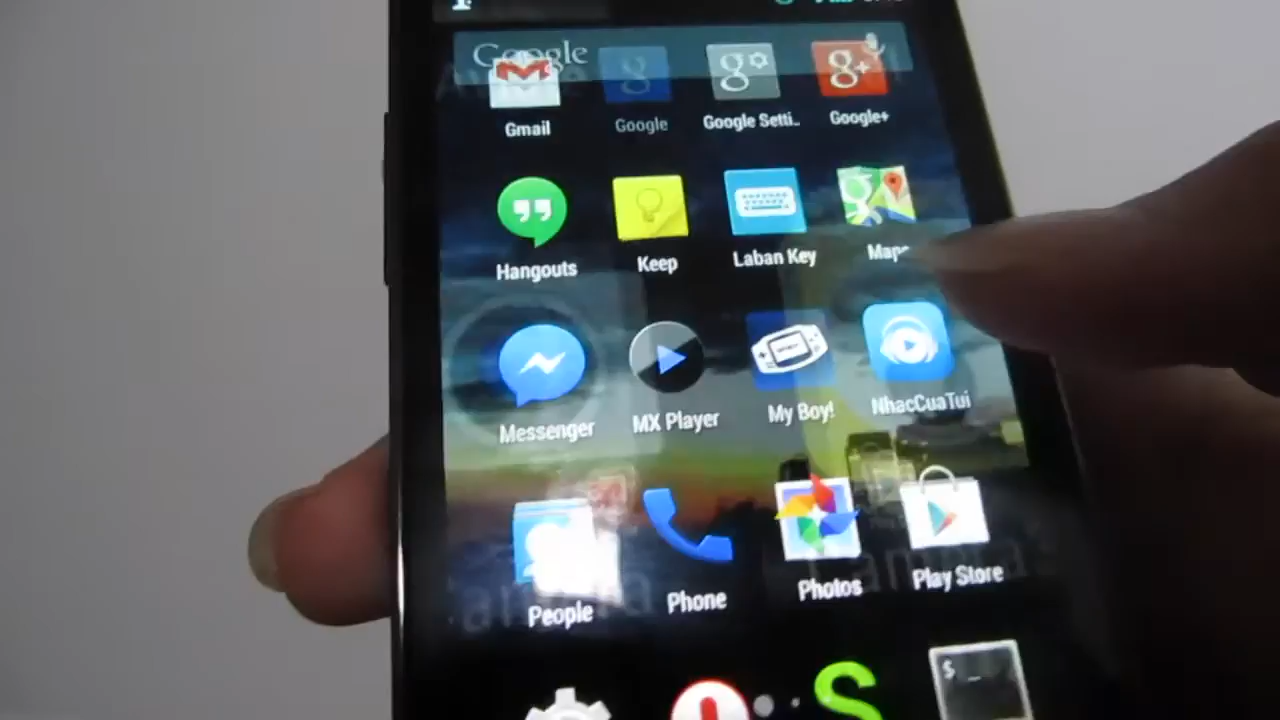 Google
Gmail
Google
Google Setti..
Google+
Hangouts
Keep
Laban Key
Maps
Messenger
MX Player
My Boy!
NhacCuaTui
People
Phone
Photos
Play Store
$ _